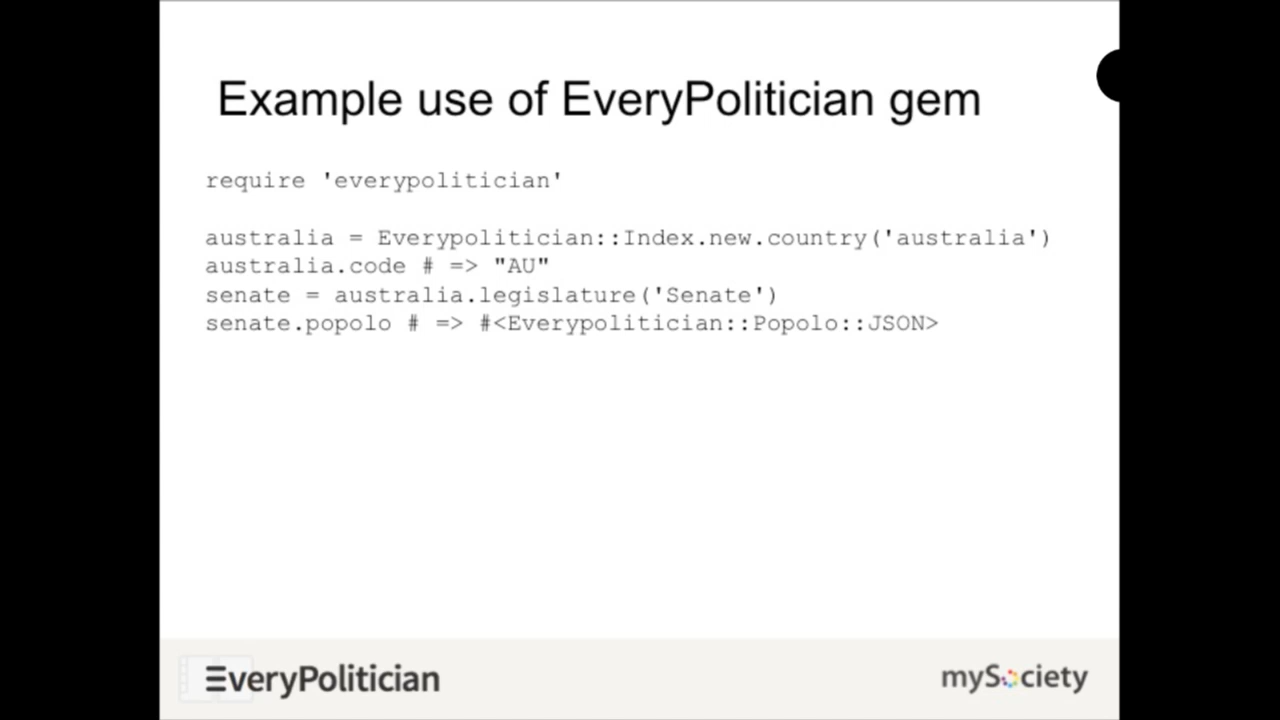 Example use of EveryPolitician gem
require 'everypolitician'
australia = Everypolitician::Index.new.country('australia')
australia.code # => "AU"
senate = australia.legislature('Senate')
senate.popolo # => #<Everypolitician::Popolo::JSON>
EveryPolitician
mySociety